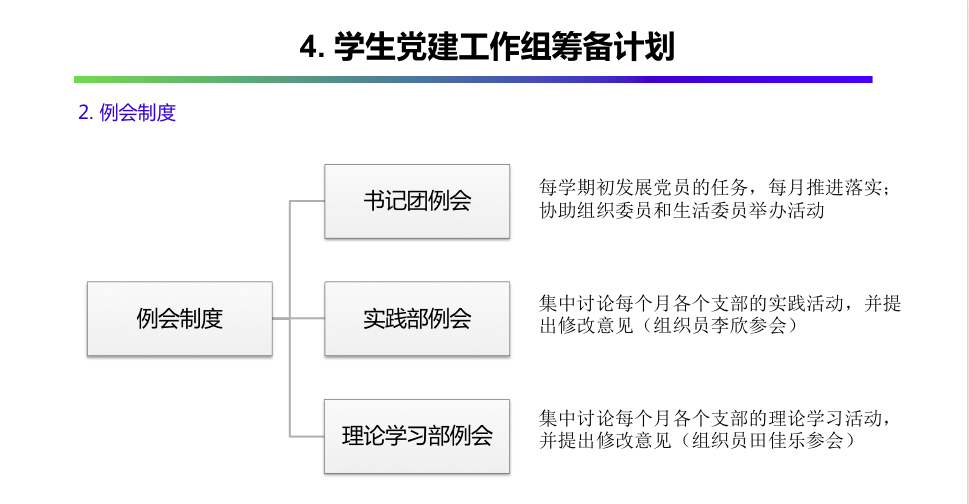 4. 学生党建工作组筹备计划
2. 例会制度
例会制度
书记团例会
每学期初发展党员的任务，每月推进落实；
协助组织委员和生活委员举办活动
实践部例会
集中讨论每个月各个支部的实践活动，并提
出修改意见（组织员李欣参会）
理论学习部例会
集中讨论每个月各个支部的理论学习活动，
并提出修改意见（组织员田佳乐参会）